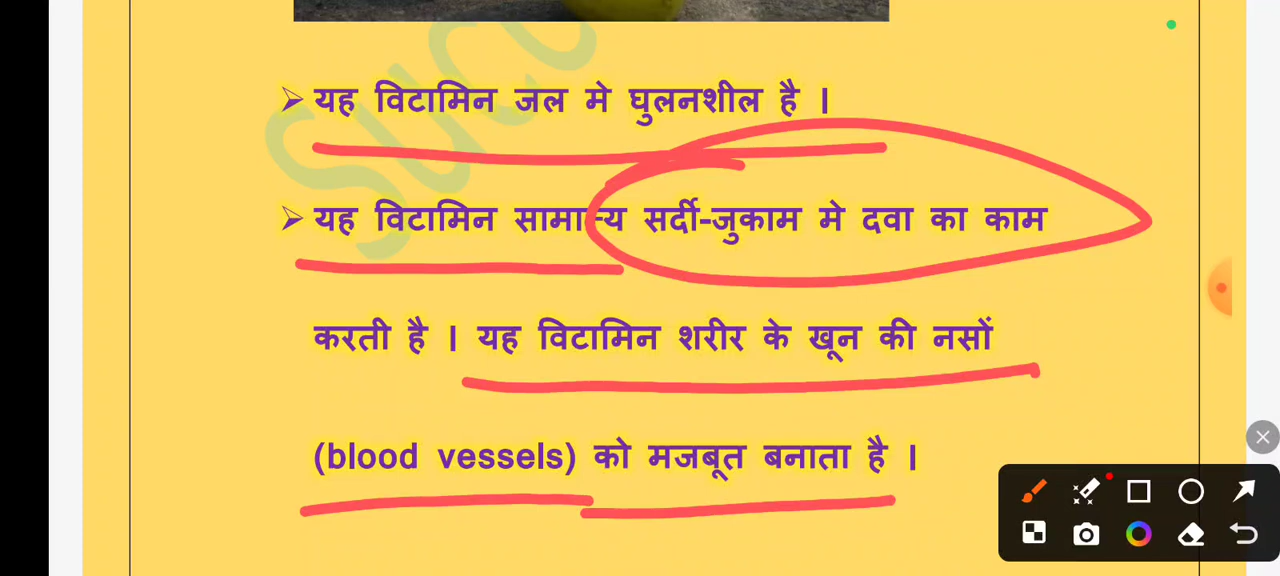 ➢ यह विटामिन जल मे घुलनशील है ।
➢ यह विटामिन सामान्य सर्दी-जुकाम मे दवा का काम
करती है । यह विटामिन शरीर के खून की नसों
(blood vessels) को मजबूत बनाता है ।